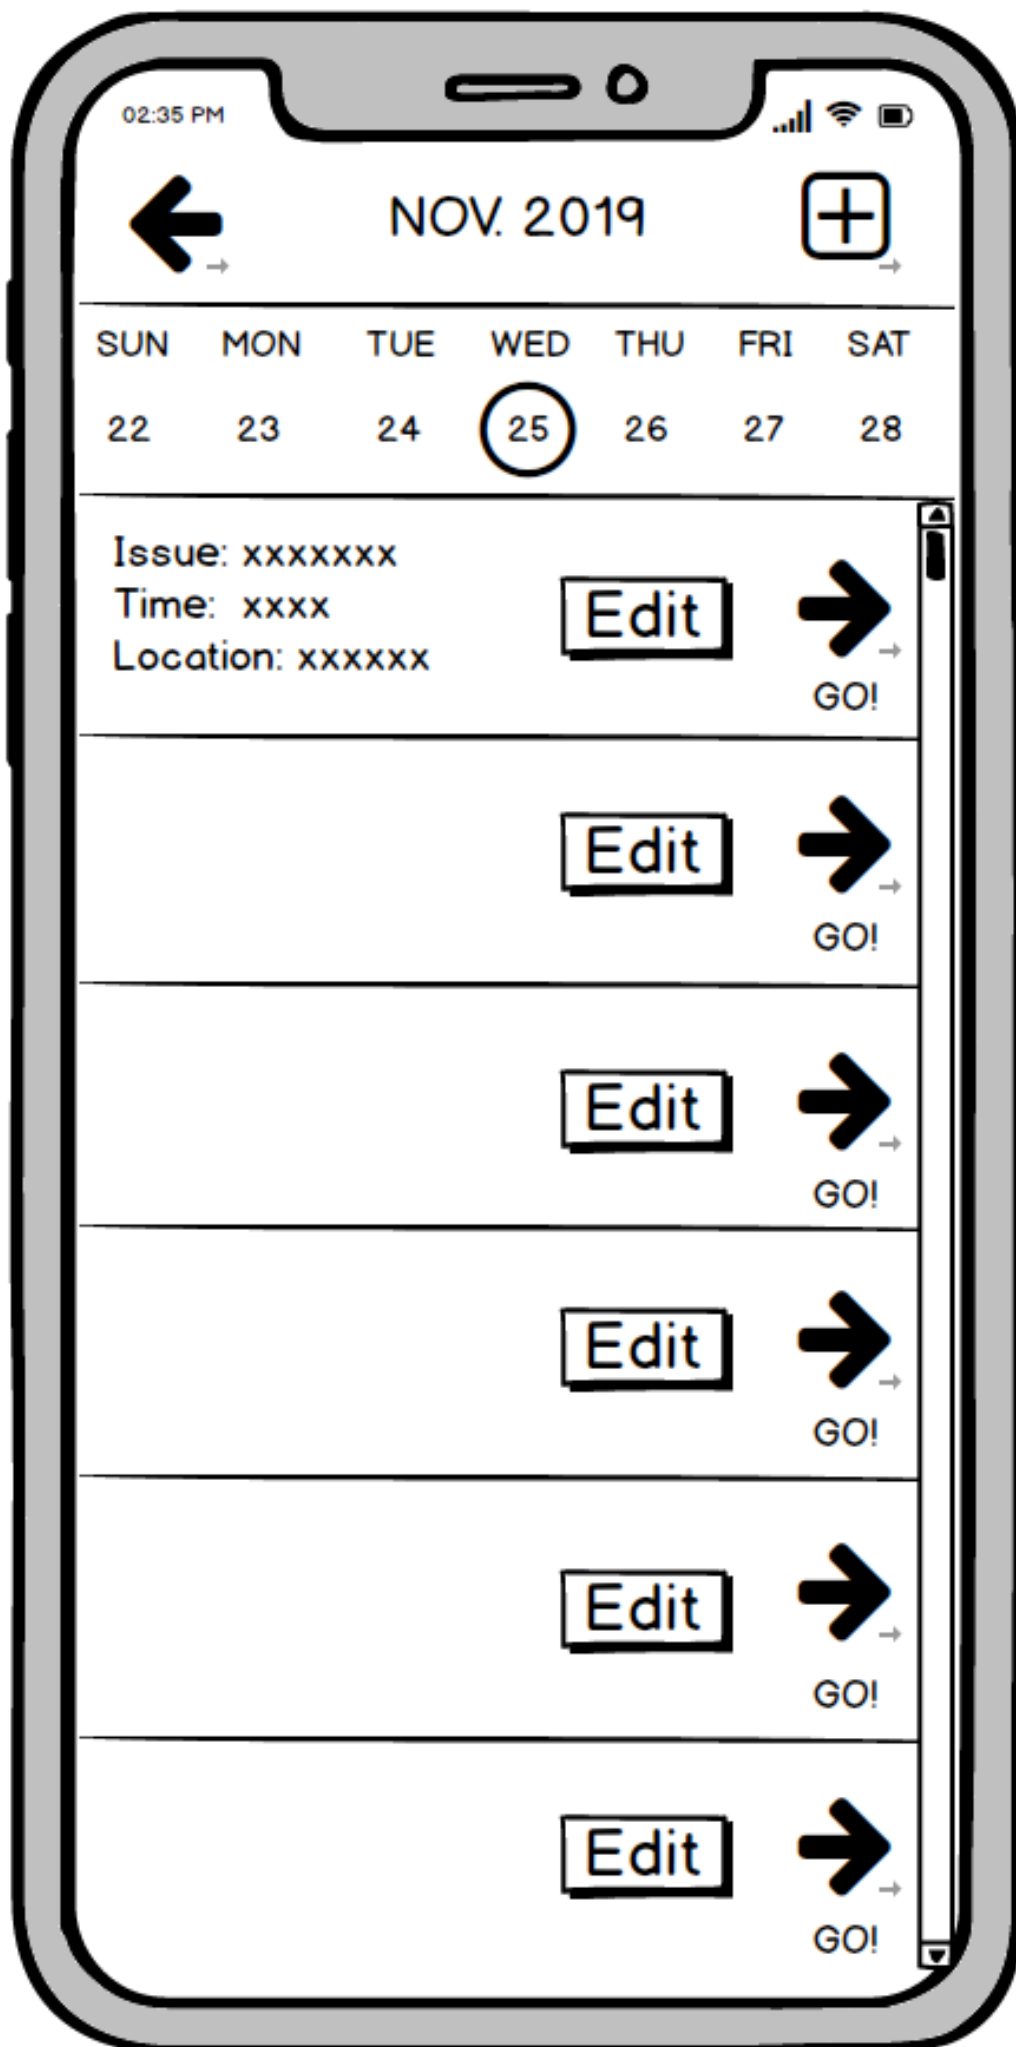 02:35 PM
NOV. 2019
SUN MON TUE WED THU FRI SAT
22 23 24 25 26 27 28
Issue: xxxxxxx
Time: xxxx
Location: xxxxxx
Edit
GO!
Edit
GO!
Edit
GO!
Edit
GO!
Edit
GO!
Edit
GO!